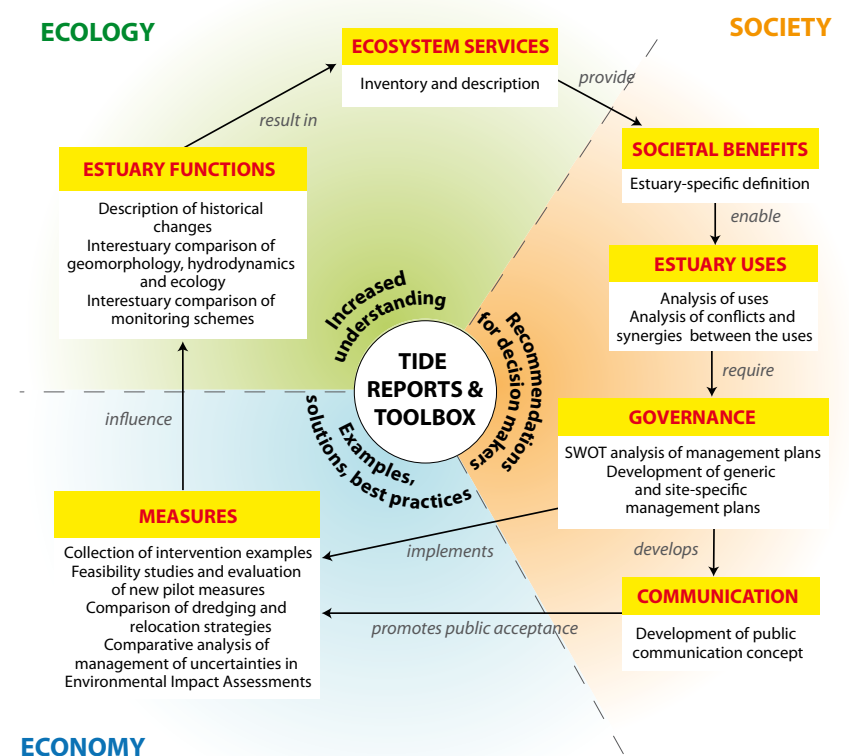 ECOLOGY
SOCIETY
ECOSYSTEM SERVICES
Inventory and description
provide
result in
SOCIETAL BENEFITS
Estuary-specific definition
enable
ESTUARY FUNCTIONS
Description of historical
changes
Interestuary comparison of
geomorphology, hydrodynamics
and ecology
Interestuary comparison of
monitoring schemes
ESTUARY USES
Analysis of uses
Analysis of conflicts and
synergies between the uses
require
Increased
understanding
Recommendations
for decision makers
Examples,
solutions, best practices
TIDE
REPORTS &
TOOLBOX
influence
GOVERNANCE
SWOT analysis of management plans
Development of generic
and site-specific
management plans
implements
develops
MEASURES
Collection of intervention examples
Feasibility studies and evaluation
of new pilot measures
Comparison of dredging and
relocation strategies
Comparative analysis of
management of uncertainties in
Environmental Impact Assessments
COMMUNICATION
Development of public
communication concept
promotes public acceptance
ECONOMY